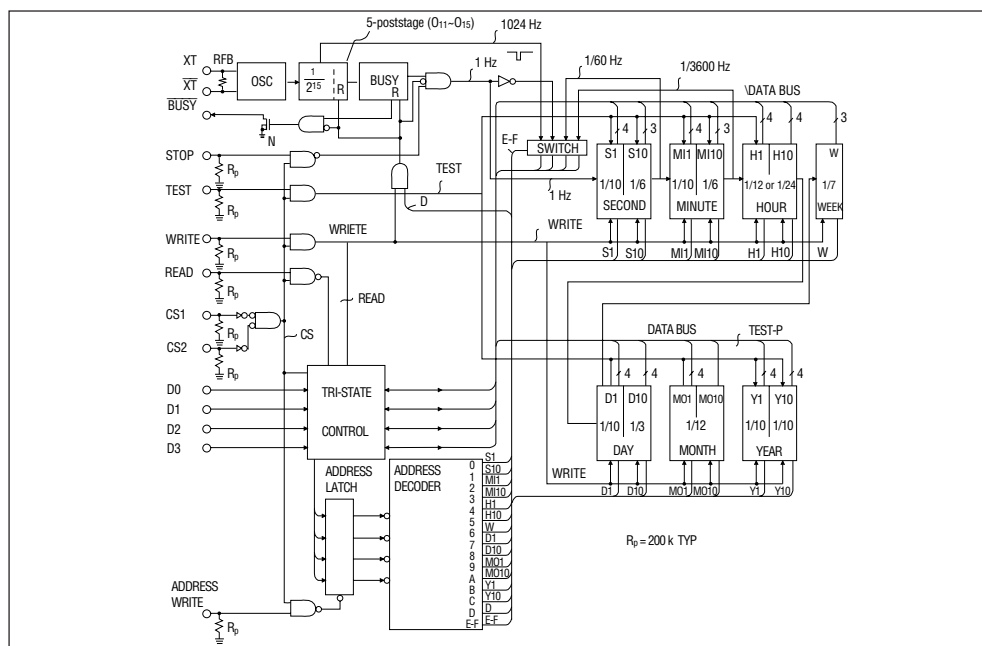 5-poststage (O11~O15)
1024 Hz
XT
RFB
OSC
1
2^15
R
BUSY
R
1 Hz
1/60 Hz
1/3600 Hz
XT
BUSY
N
\DATA BUS
4
3
4
3
4
4
3
E-F
SWITCH
STOP
Rp
TEST
TEST
Rp
D
1 Hz
S1
S10
1/10
1/6
SECOND
MI1
MI10
1/10
1/6
MINUTE
H1
H10
1/12 or 1/24
HOUR
W
1/7
WEEK
WRITE
WRIETE
WRITE
Rp
S1
S10
MI1
MI10
H1
H10
W
READ
Rp
READ
CS1
Rp
CS
CS2
Rp
DATA BUS
TEST-P
4
3
4
4
4
D0
D1
D2
D3
TRI-STATE
CONTROL
D1
D10
1/10
1/3
DAY
MO1
MO10
1/12
MONTH
Y1
Y10
1/10
1/10
YEAR
WRITE
D1
D10
MO1
MO10
Y1
Y10
ADDRESS
LATCH
ADDRESS
DECODER
0 S1
1 S10
2 MI1
3 MI10
4 H1
5 H10
6 W
7 D1
8 D10
9 MO1
A MO10
B Y1
C Y10
D D
E-F E-F
Rp = 200 k TYP
ADDRESS
WRITE
Rp